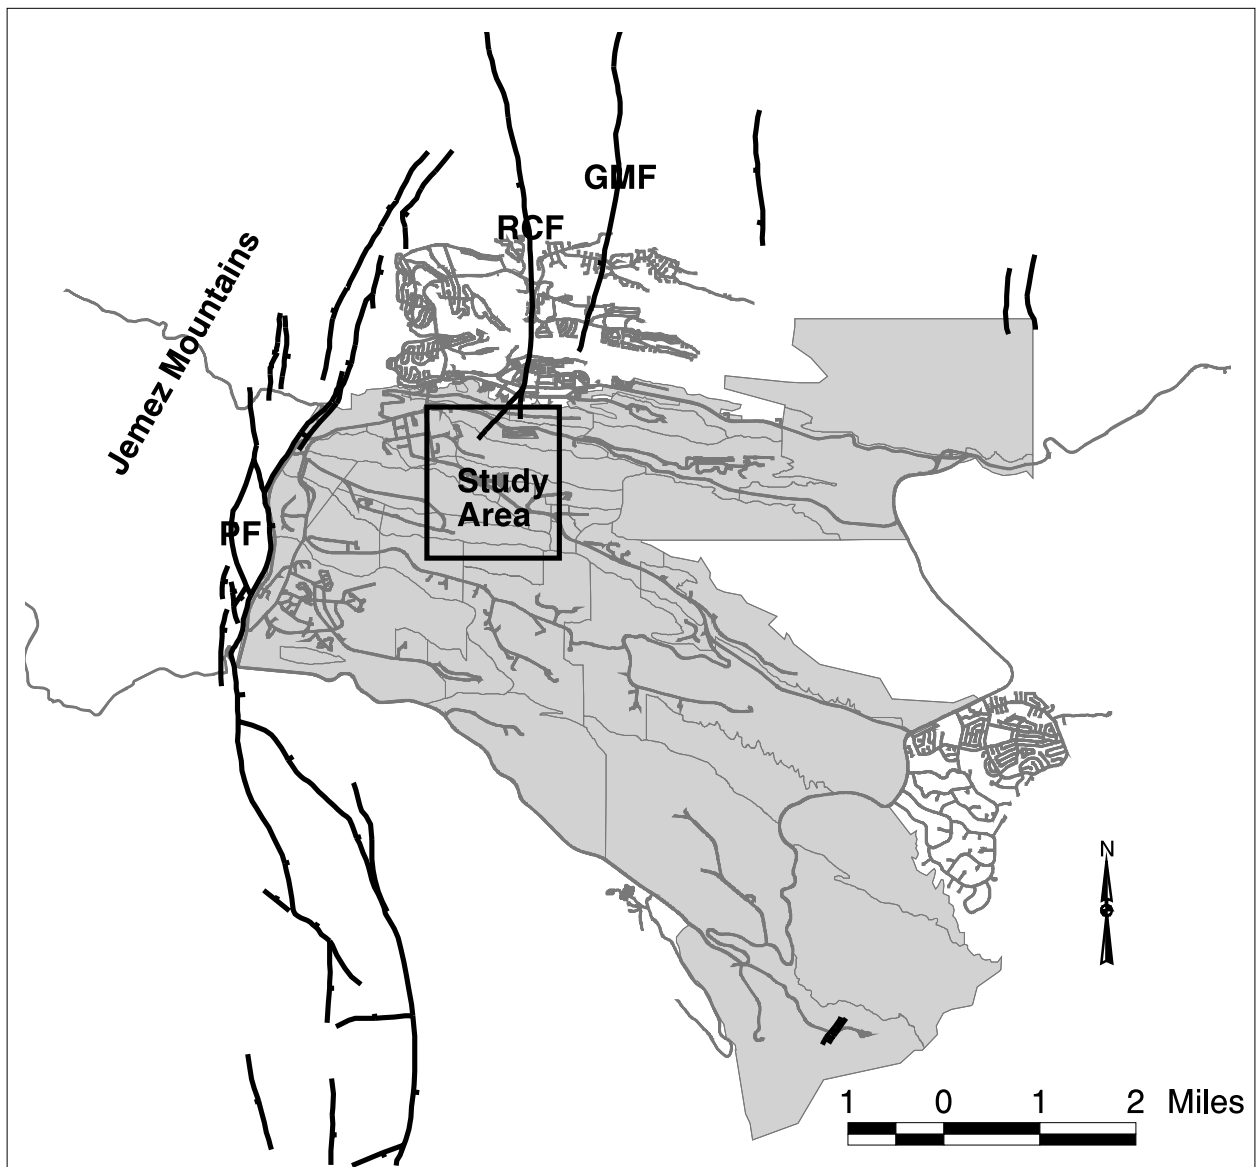 GMF
RCF
Jemez Mountains
Study
Area
PF
N
1 0 1 2 Miles